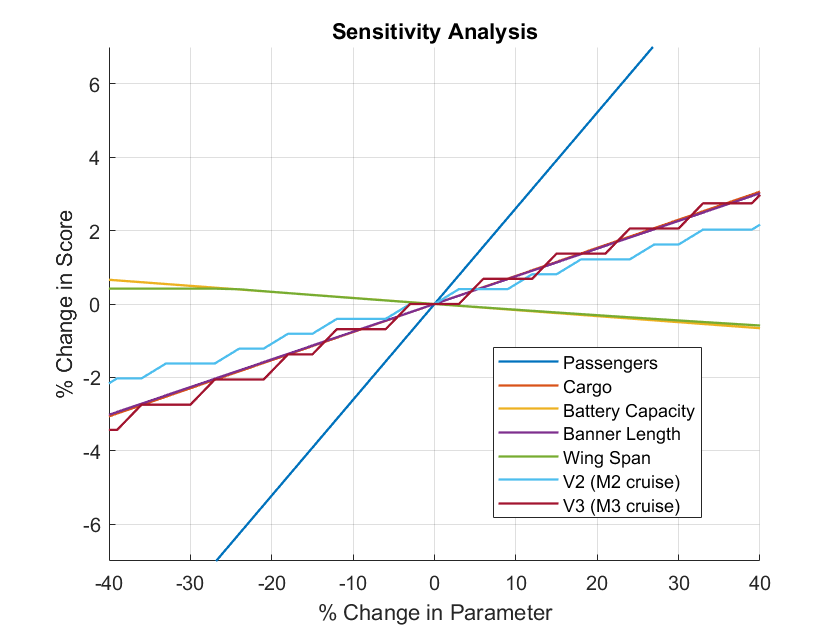 Sensitivity Analysis
% Change in Score
6
4
2
0
-2
-4
-6
Passengers
Cargo
Battery Capacity
Banner Length
Wing Span
V2 (M2 cruise)
V3 (M3 cruise)
-40 -30 -20 -10 0 10 20 30 40
% Change in Parameter